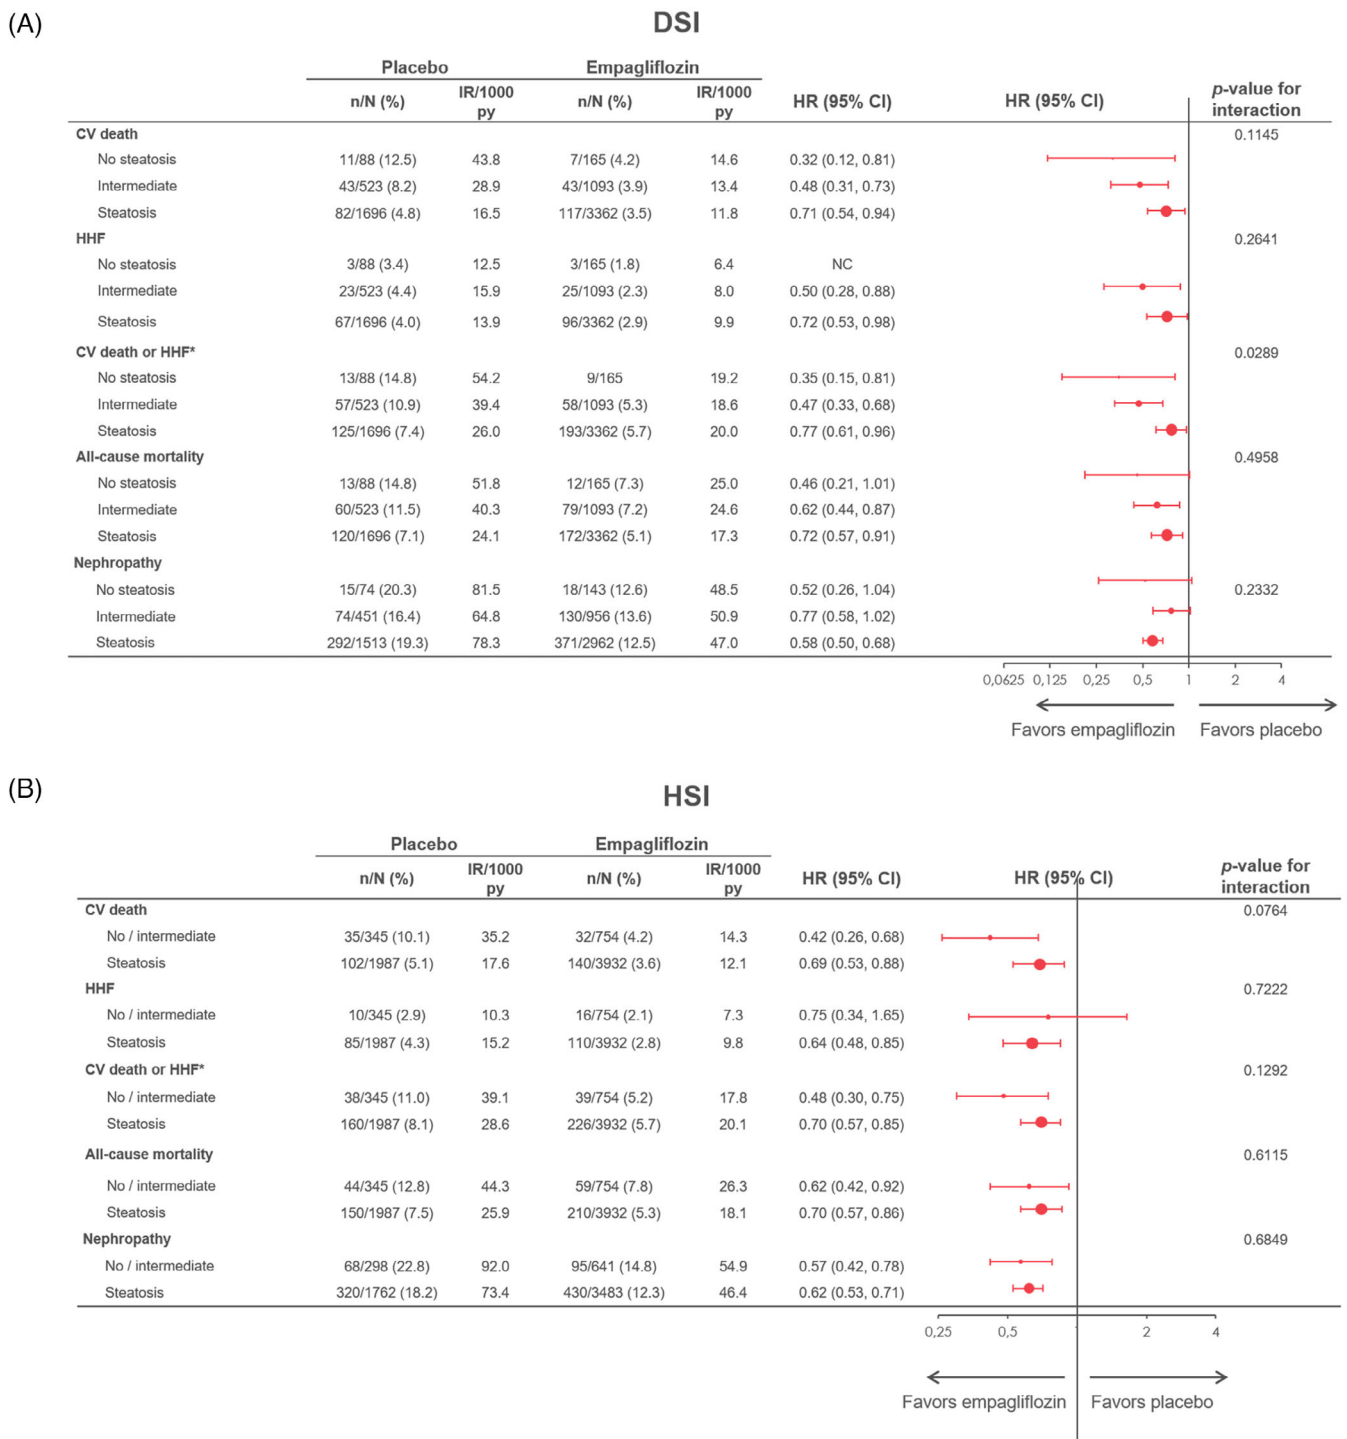 (A)
DSI
Placebo Empagliflozin
n/N (%) IR/1000 py n/N (%) IR/1000 py HR (95% CI) HR (95% CI) p-value for interaction
CV death 0.1145
No steatosis 11/88 (12.5) 43.8 7/165 (4.2) 14.6 0.32 (0.12, 0.81)
Intermediate 43/523 (8.2) 28.9 43/1093 (3.9) 13.4 0.48 (0.31, 0.73)
Steatosis 82/1696 (4.8) 16.5 117/3362 (3.5) 11.8 0.71 (0.54, 0.94)
HHF 0.2641
No steatosis 3/88 (3.4) 12.5 3/165 (1.8) 6.4 NC
Intermediate 23/523 (4.4) 15.9 25/1093 (2.3) 8.0 0.50 (0.28, 0.88)
Steatosis 67/1696 (4.0) 13.9 96/3362 (2.9) 9.9 0.72 (0.53, 0.98)
CV death or HHF* 0.0289
No steatosis 13/88 (14.8) 54.2 9/165 19.2 0.35 (0.15, 0.81)
Intermediate 57/523 (10.9) 39.4 58/1093 (5.3) 18.6 0.47 (0.33, 0.68)
Steatosis 125/1696 (7.4) 26.0 193/3362 (5.7) 20.0 0.77 (0.61, 0.96)
All-cause mortality 0.4958
No steatosis 13/88 (14.8) 51.8 12/165 (7.3) 25.0 0.46 (0.21, 1.01)
Intermediate 60/523 (11.5) 40.3 79/1093 (7.2) 24.6 0.62 (0.44, 0.87)
Steatosis 120/1696 (7.1) 24.1 172/3362 (5.1) 17.3 0.72 (0.57, 0.91)
Nephropathy
No steatosis 15/74 (20.3) 81.5 18/143 (12.6) 48.5 0.52 (0.26, 1.04) 0.2332
Intermediate 74/451 (16.4) 64.8 130/956 (13.6) 50.9 0.77 (0.58, 1.02)
Steatosis 292/1513 (19.3) 78.3 371/2962 (12.5) 47.0 0.58 (0.50, 0.68)
0,0625 0,125 0,25 0,5 1 2 4
Favors empagliflozin Favors placebo
(B)
HSI
Placebo Empagliflozin
n/N (%) IR/1000 py n/N (%) IR/1000 py HR (95% CI) HR (95% CI) p-value for interaction
CV death 0.0764
No / intermediate 35/345 (10.1) 35.2 32/754 (4.2) 14.3 0.42 (0.26, 0.68)
Steatosis 102/1987 (5.1) 17.6 140/3932 (3.6) 12.1 0.69 (0.53, 0.88)
HHF 0.7222
No / intermediate 10/345 (2.9) 10.3 16/754 (2.1) 7.3 0.75 (0.34, 1.65)
Steatosis 85/1987 (4.3) 15.2 110/3932 (2.8) 9.8 0.64 (0.48, 0.85)
CV death or HHF* 0.1292
No / intermediate 38/345 (11.0) 39.1 39/754 (5.2) 17.8 0.48 (0.30, 0.75)
Steatosis 160/1987 (8.1) 28.6 226/3932 (5.7) 20.1 0.70 (0.57, 0.85)
All-cause mortality 0.6115
No / intermediate 44/345 (12.8) 44.3 59/754 (7.8) 26.3 0.62 (0.42, 0.92)
Steatosis 150/1987 (7.5) 25.9 210/3932 (5.3) 18.1 0.70 (0.57, 0.86)
Nephropathy 0.6849
No / intermediate 68/298 (22.8) 92.0 95/641 (14.8) 54.9 0.57 (0.42, 0.78)
Steatosis 320/1762 (18.2) 73.4 430/3483 (12.3) 46.4 0.62 (0.53, 0.71)
0,25 0,5 1 2 4
Favors empagliflozin Favors placebo